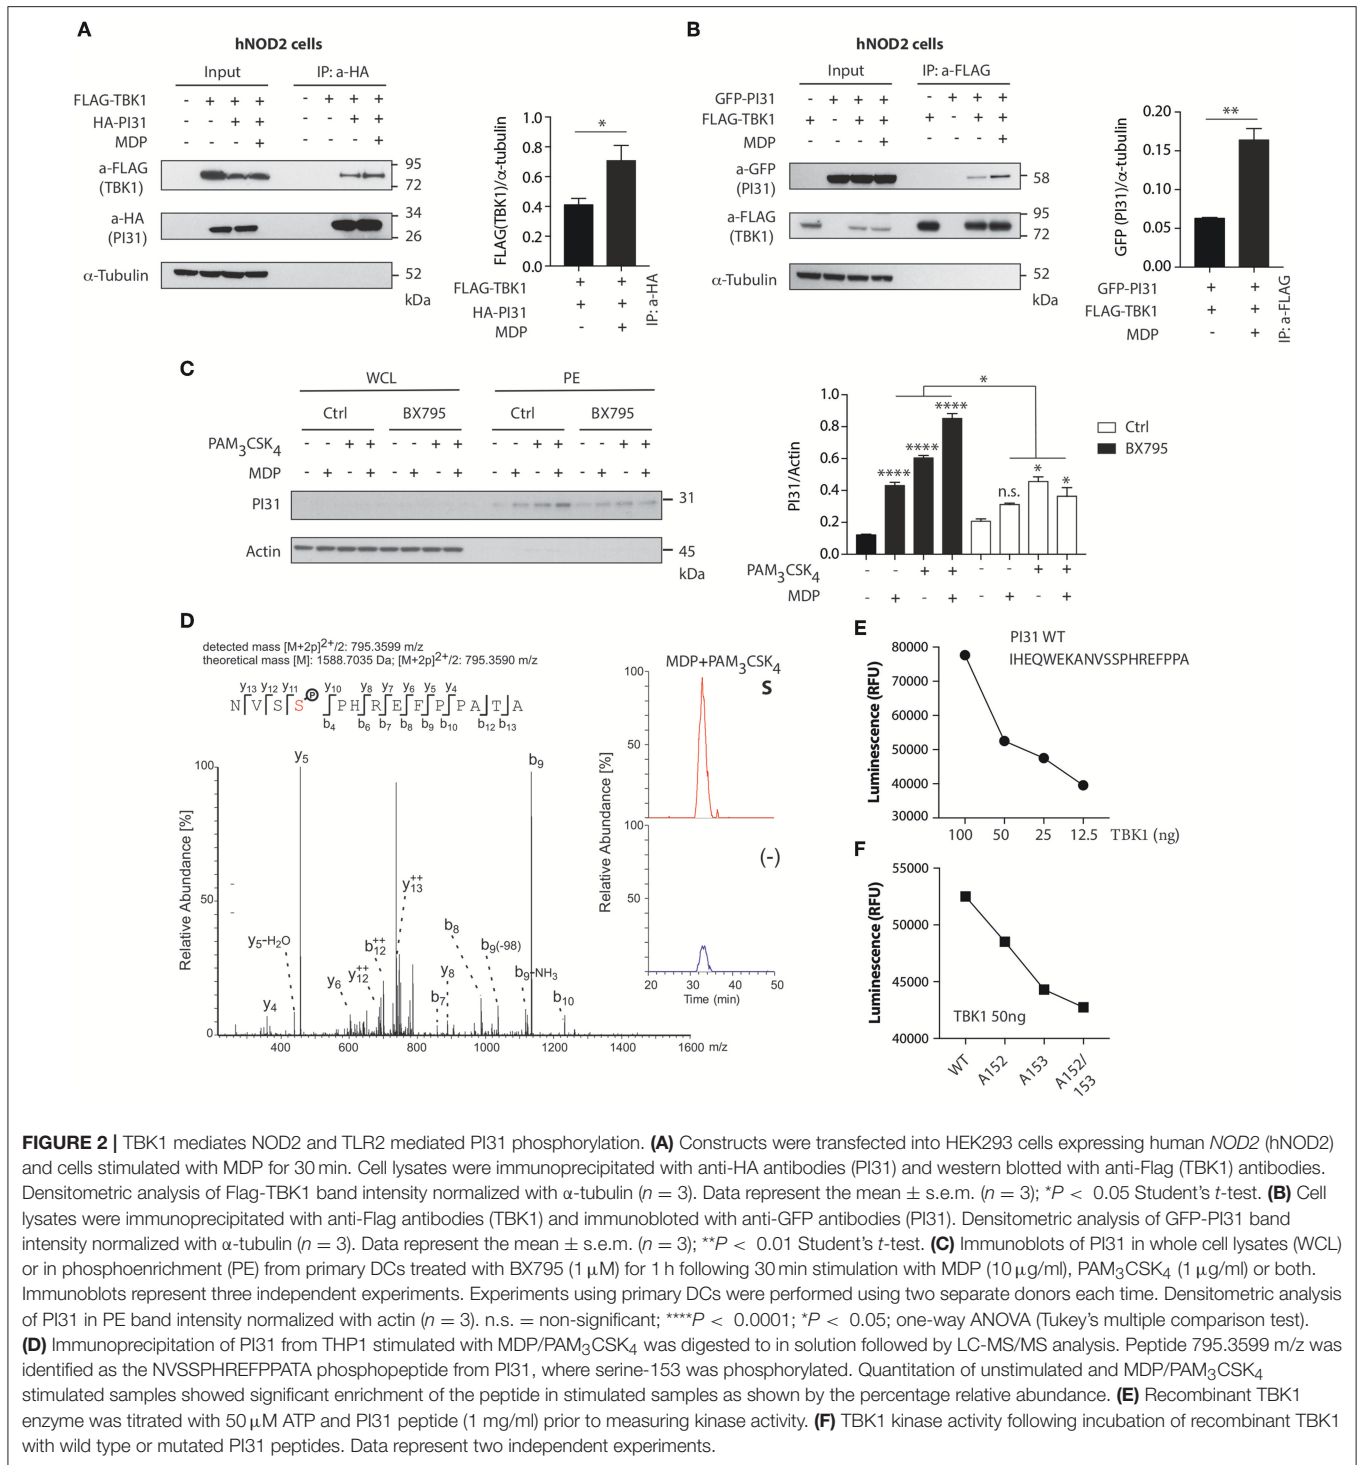 A
hNOD2 cells
Input IP: a-HA
FLAG-TBK1 - + + + - + + +
HA-PI31 - - + + - - + +
MDP - - - + - - - +
a-FLAG
(TBK1)
95
72
a-HA
(PI31)
34
26
α-Tubulin
52
kDa
FLAG(TBK1)/α-tubulin
1.0
0.8
0.6
0.4
0.2
0.0
*
FLAG-TBK1 + +
HA-PI31 + +
MDP - +
IP: a-HA
B
hNOD2 cells
Input IP: a-FLAG
GFP-PI31 - + + + - + + +
FLAG-TBK1 + - + + + - + +
MDP - - - + - - - +
a-GFP
(PI31)
58
a-FLAG
(TBK1)
95
72
α-Tubulin
52
kDa
GFP (PI31)/α-tubulin
0.20
0.15
0.10
0.05
0.00
**
GFP-PI31 + +
FLAG-TBK1 + +
MDP - +
IP: a-FLAG
C
WCL PE
Ctrl BX795 Ctrl BX795
PAM3CSK4 - - + + - - + + - - + + - - + +
MDP - + - + - + - + - + - + - + - +
PI31
31
Actin
45
kDa
PI31/Actin
1.0
0.8
0.6
0.4
0.2
0.0
*
**** **** **** n.s. * *
Ctrl
BX795
PAM3CSK4 - - + + - - + +
MDP - + - + - + - +
D
detected mass [M+2p]2+/2: 795.3599 m/z
theoretical mass [M]: 1588.7035 Da; [M+2p]2+/2: 795.3590 m/z
y13 y12 y11 y10 y8 y7 y6 y5 y4
N V S S P P H R E F P P A T A
b4 b6 b7 b8 b9 b10 b12 b13
Relative Abundance [%]
100
50
0
y5
b9
y13++
y5-H2O
b12++
y12++
y6
y4
b8
b9(-98)
y8
b7
b9-NH3
b10
400 600 800 1000 1200 1400 1600 m/z
MDP+PAM3CSK4
S
Relative Abundance [%]
100
50
100
50
(-)
20 30 40 50
Time (min)
E
PI31 WT
IHEQWEKANVSSPHREFPPA
Luminescence (RFU)
80000
70000
60000
50000
40000
30000
100 50 25 12.5 TBK1 (ng)
F
Luminescence (RFU)
55000
50000
45000
40000
TBK1 50ng
WT A152 A153 A152/153
FIGURE 2 | TBK1 mediates NOD2 and TLR2 mediated PI31 phosphorylation. (A) Constructs were transfected into HEK293 cells expressing human NOD2 (hNOD2)
and cells stimulated with MDP for 30 min. Cell lysates were immunoprecipitated with anti-HA antibodies (PI31) and western blotted with anti-Flag (TBK1) antibodies.
Densitometric analysis of Flag-TBK1 band intensity normalized with α-tubulin (n = 3). Data represent the mean ± s.e.m. (n = 3); *P < 0.05 Student's t-test. (B) Cell
lysates were immunoprecipitated with anti-Flag antibodies (TBK1) and immunobloted with anti-GFP antibodies (PI31). Densitometric analysis of GFP-PI31 band
intensity normalized with α-tubulin (n = 3). Data represent the mean ± s.e.m. (n = 3); **P < 0.01 Student's t-test. (C) Immunoblots of PI31 in whole cell lysates (WCL)
or in phosphoenrichment (PE) from primary DCs treated with BX795 (1 μM) for 1 h following 30 min stimulation with MDP (10 μg/ml), PAM3CSK4 (1 μg/ml) or both.
Immunoblots represent three independent experiments. Experiments using primary DCs were performed using two separate donors each time. Densitometric analysis
of PI31 in PE band intensity normalized with actin (n = 3). n.s. = non-significant; ****P < 0.0001; *P < 0.05; one-way ANOVA (Tukey's multiple comparison test).
(D) Immunoprecipitation of PI31 from THP1 stimulated with MDP/PAM3CSK4 was digested to in solution followed by LC-MS/MS analysis. Peptide 795.3599 m/z was
identified as the NVSSPHREFPPATA phosphopeptide from PI31, where serine-153 was phosphorylated. Quantitation of unstimulated and MDP/PAM3CSK4
stimulated samples showed significant enrichment of the peptide in stimulated samples as shown by the percentage relative abundance. (E) Recombinant TBK1
enzyme was titrated with 50 μM ATP and PI31 peptide (1 mg/ml) prior to measuring kinase activity. (F) TBK1 kinase activity following incubation of recombinant TBK1
with wild type or mutated PI31 peptides. Data represent two independent experiments.